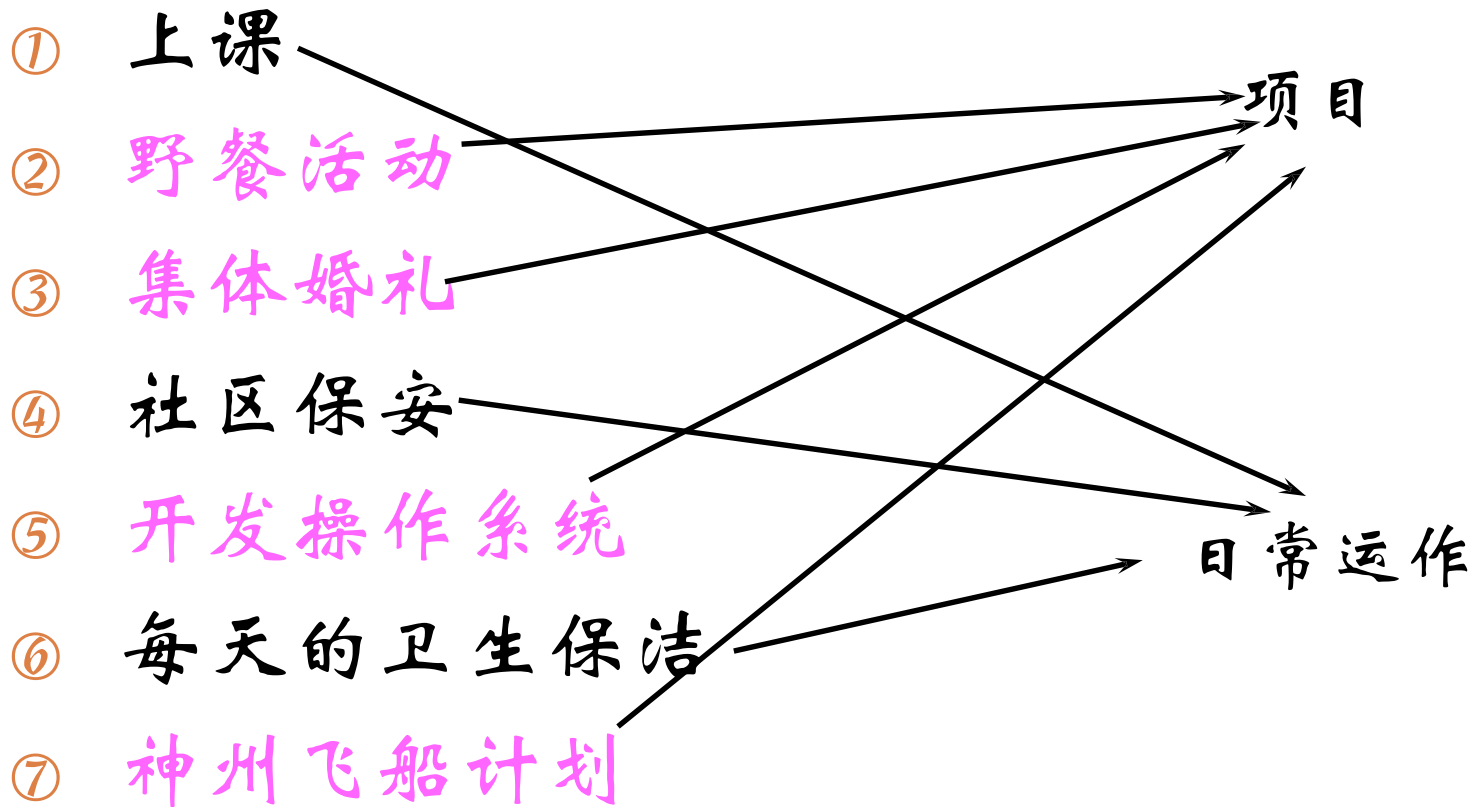 ① 上课
项目
② 野餐活动
③ 集体婚礼
④ 社区保安
⑤ 开发操作系统
日常运作
⑥ 每天的卫生保洁
⑦ 神州飞船计划